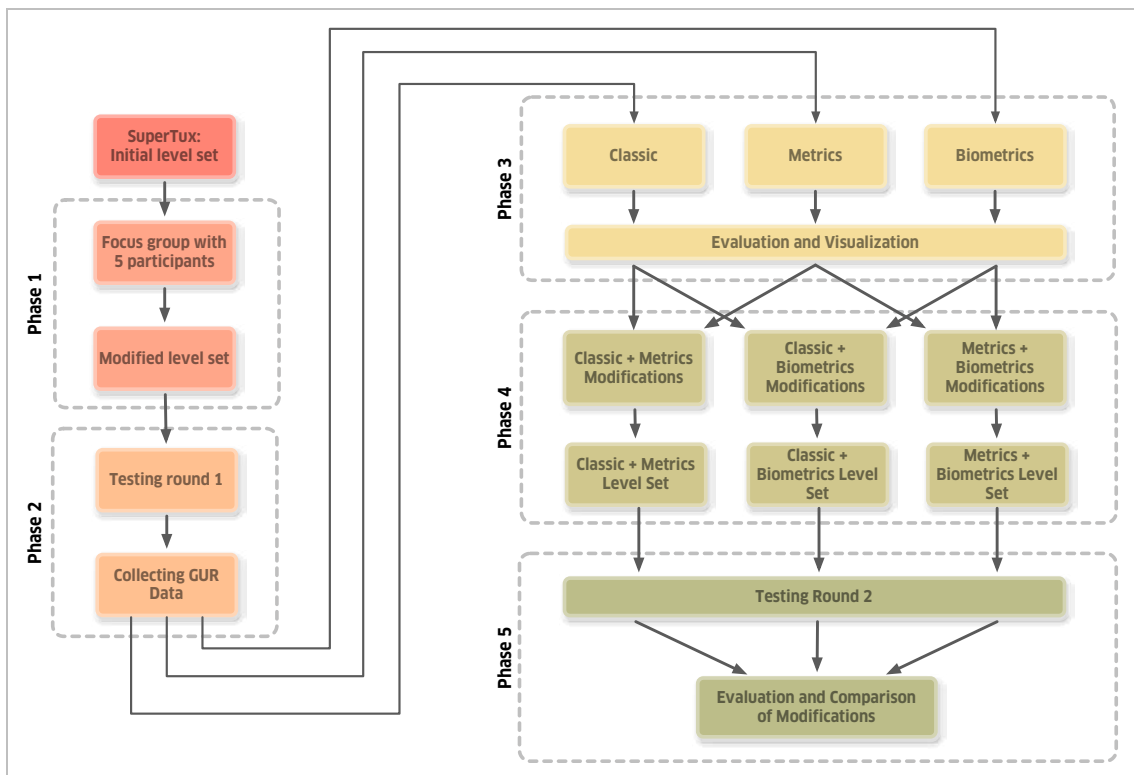 SuperTux:
Initial level set
Phase 1
Focus group with
5 participants
Modified level set
Phase 2
Testing round 1
Collecting GUR
Data
Phase 3
Classic
Metrics
Biometrics
Evaluation and Visualization
Phase 4
Classic + Metrics
Modifications
Classic +
Biometrics
Modifications
Metrics +
Biometrics
Modifications
Classic + Metrics
Level Set
Classic +
Biometrics Level
Set
Metrics +
Biometrics Level
Set
Phase 5
Testing Round 2
Evaluation and Comparison
of Modifications